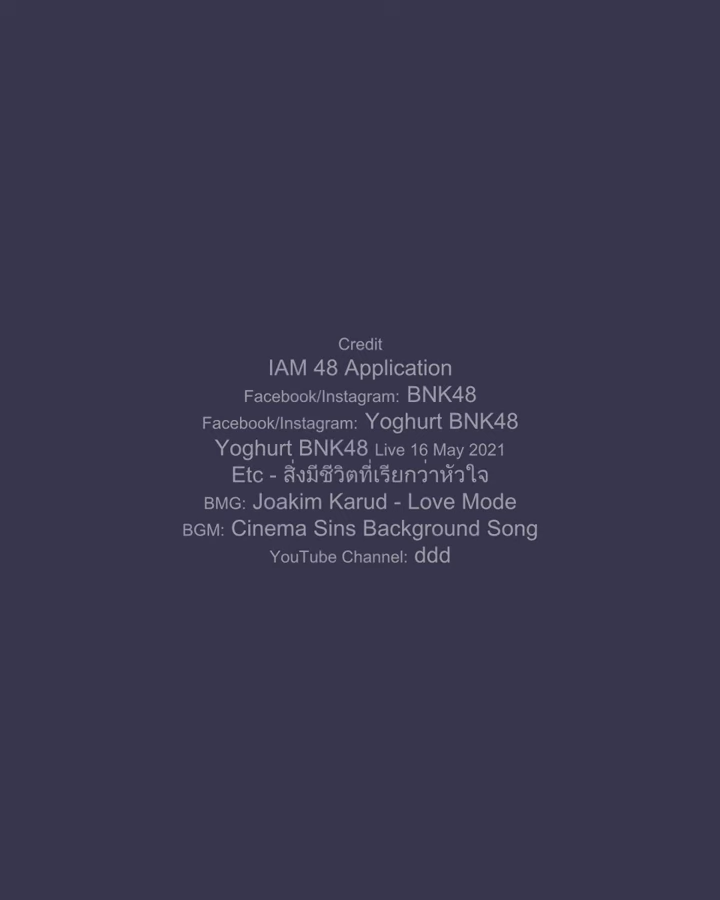 Credit
IAM 48 Application
Facebook/Instagram: BNK48
Facebook/Instagram: Yoghurt BNK48
Yoghurt BNK48 Live 16 May 2021
Etc - สิ่งมีชีวิตที่เรียกว่าหัวใจ
BMG: Joakim Karud - Love Mode
BGM: Cinema Sins Background Song
YouTube Channel: ddd